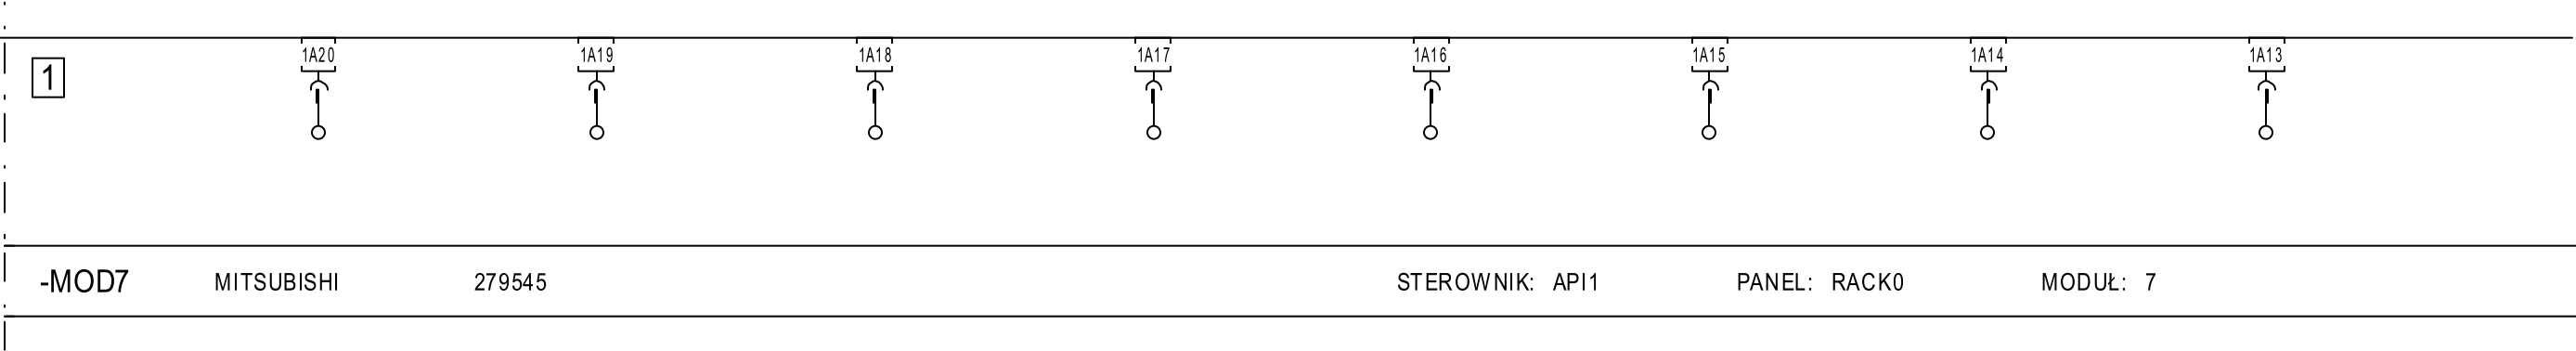 1A20 1A19 1A18 1A17 1A16 1A15 1A14 1A13
1
-MOD7 MITSUBISHI 279545 STEROWNIK: API1 PANEL: RACK0 MODUŁ: 7